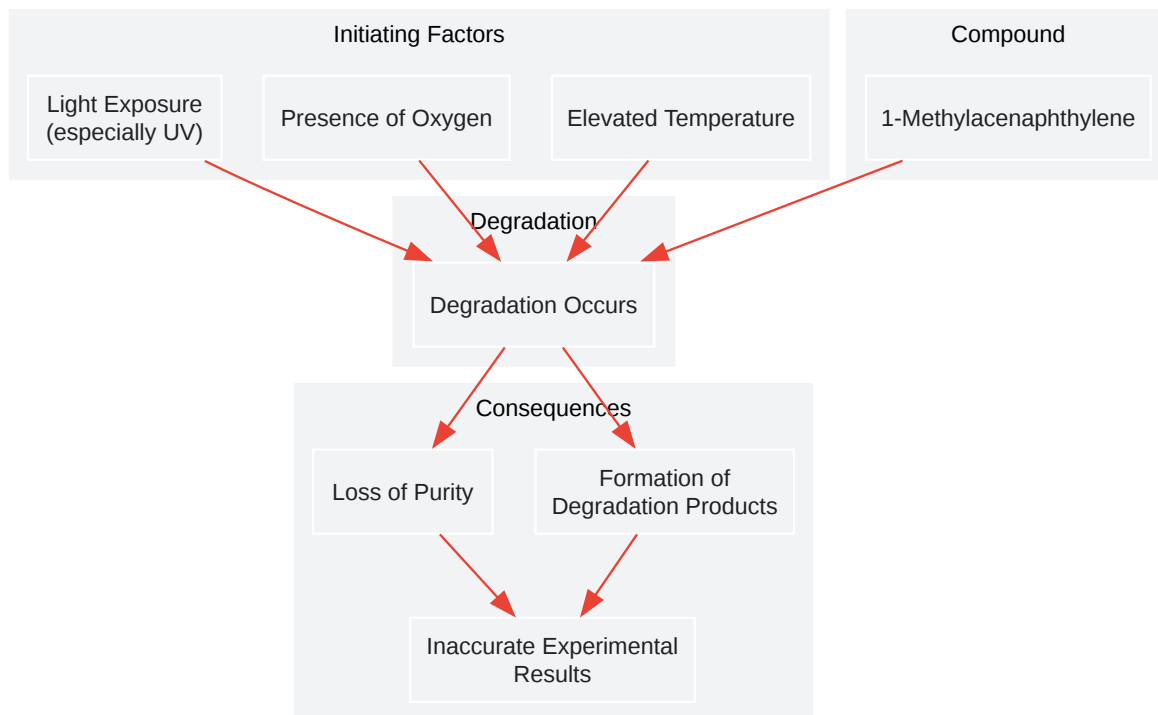 Initiating Factors
Compound
Light Exposure
(especially UV)
Presence of Oxygen
Elevated Temperature
1-Methylacenaphthylene
Degradation
Degradation Occurs
Consequences
Loss of Purity
Formation of
Degradation Products
Inaccurate Experimental
Results